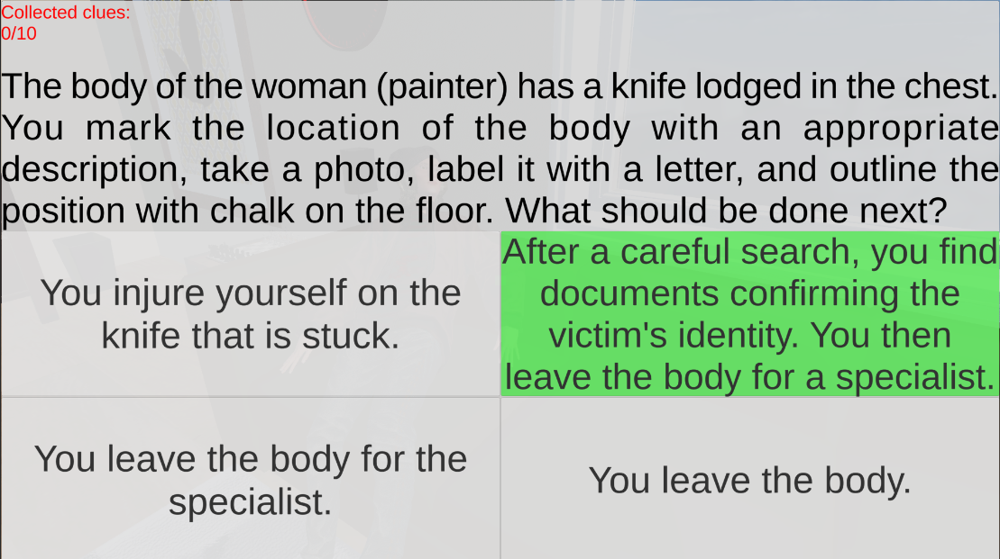 Collected clues:
0/10
The body of the woman (painter) has a knife lodged in the chest.
You mark the location of the body with an appropriate
description, take a photo, label it with a letter, and outline the
position with chalk on the floor. What should be done next?
You injure yourself on the
knife that is stuck.
After a careful search, you find
documents confirming the
victim's identity. You then
leave the body for a specialist.
You leave the body for the
specialist.
You leave the body.